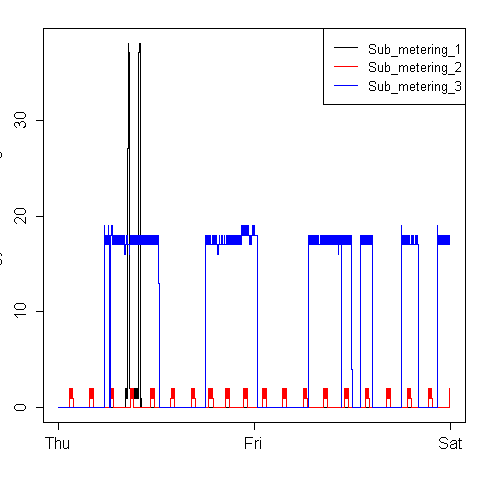 Sub_metering_1
Sub_metering_2
Sub_metering_3
30
20
10
0
Thu Fri Sat